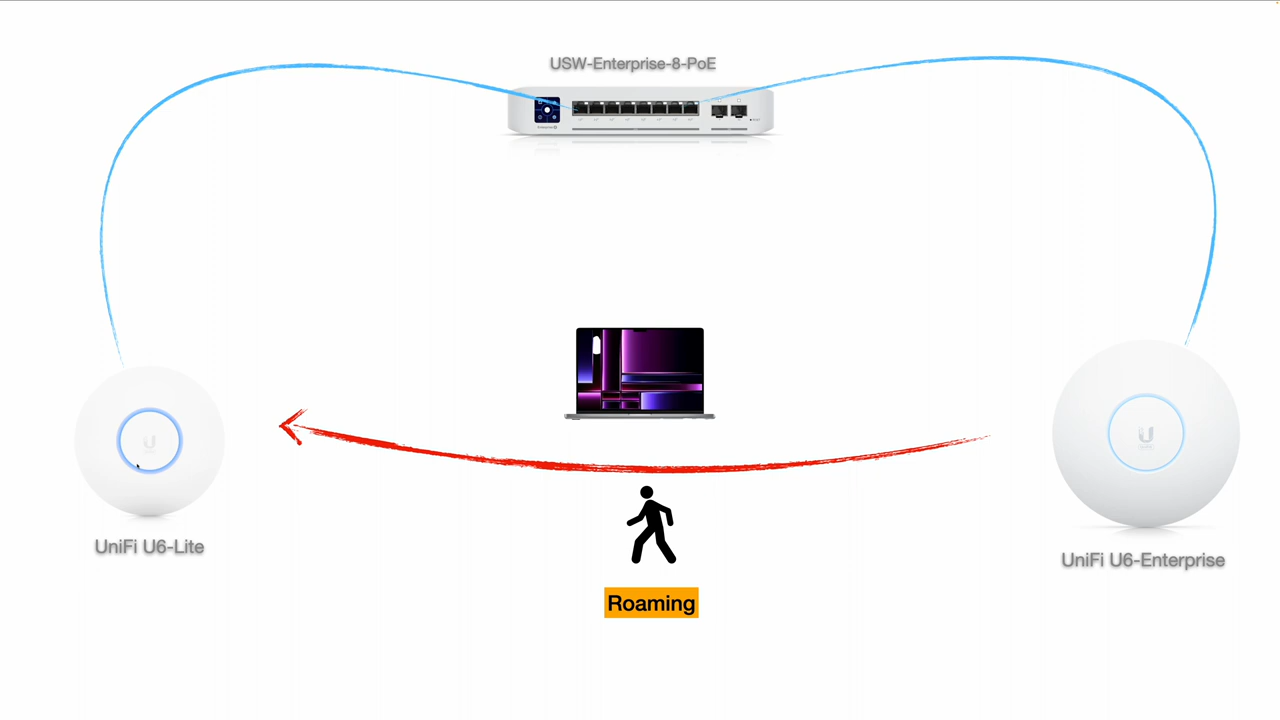 USW-Enterprise-8-PoE
UniFi U6-Lite
UniFi U6-Enterprise
Roaming